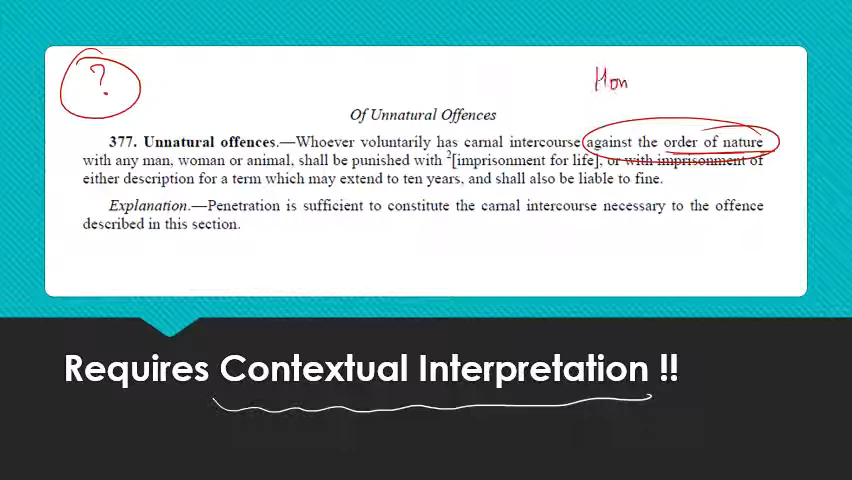 ?
Hon
Of Unnatural Offences
377. Unnatural offences.—Whoever voluntarily has carnal intercourse against the order of nature
with any man, woman or animal, shall be punished with 2[imprisonment for life], or with imprisonment of
either description for a term which may extend to ten years, and shall also be liable to fine.
Explanation.—Penetration is sufficient to constitute the carnal intercourse necessary to the offence
described in this section.
Requires Contextual Interpretation !!